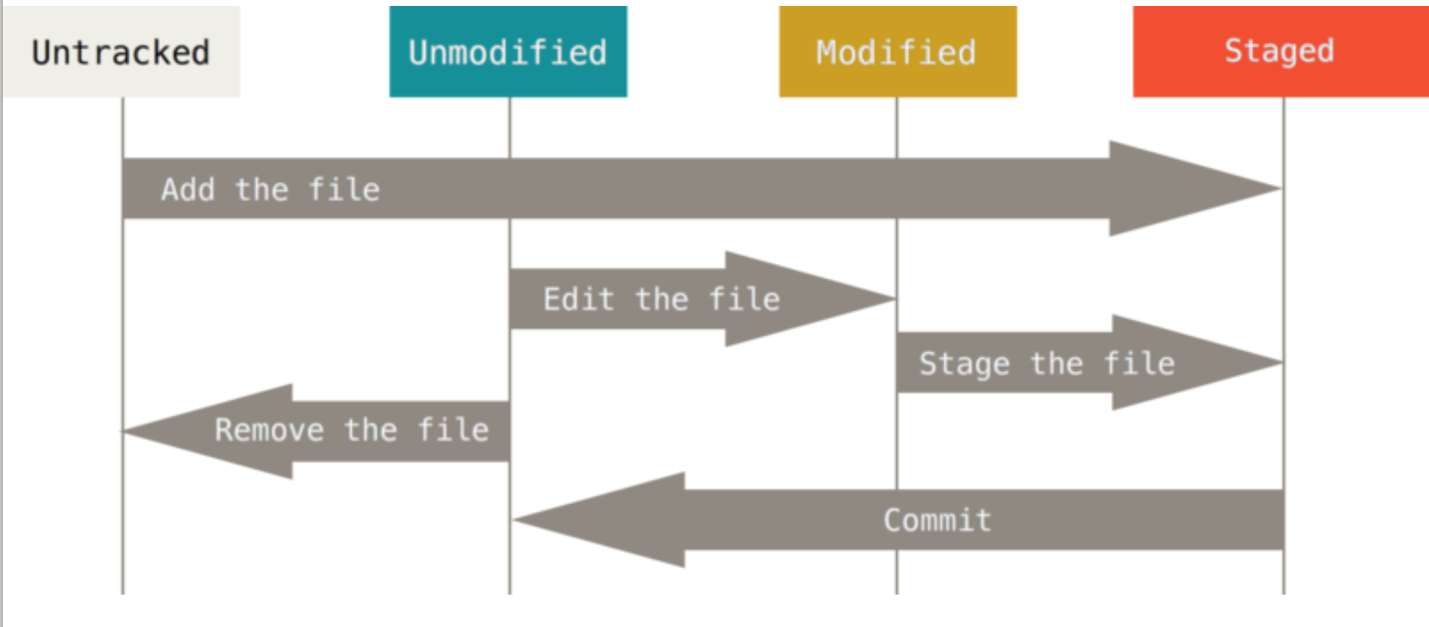 Untracked
Unmodified
Modified
Staged
Add the file
Edit the file
Stage the file
Remove the file
Commit